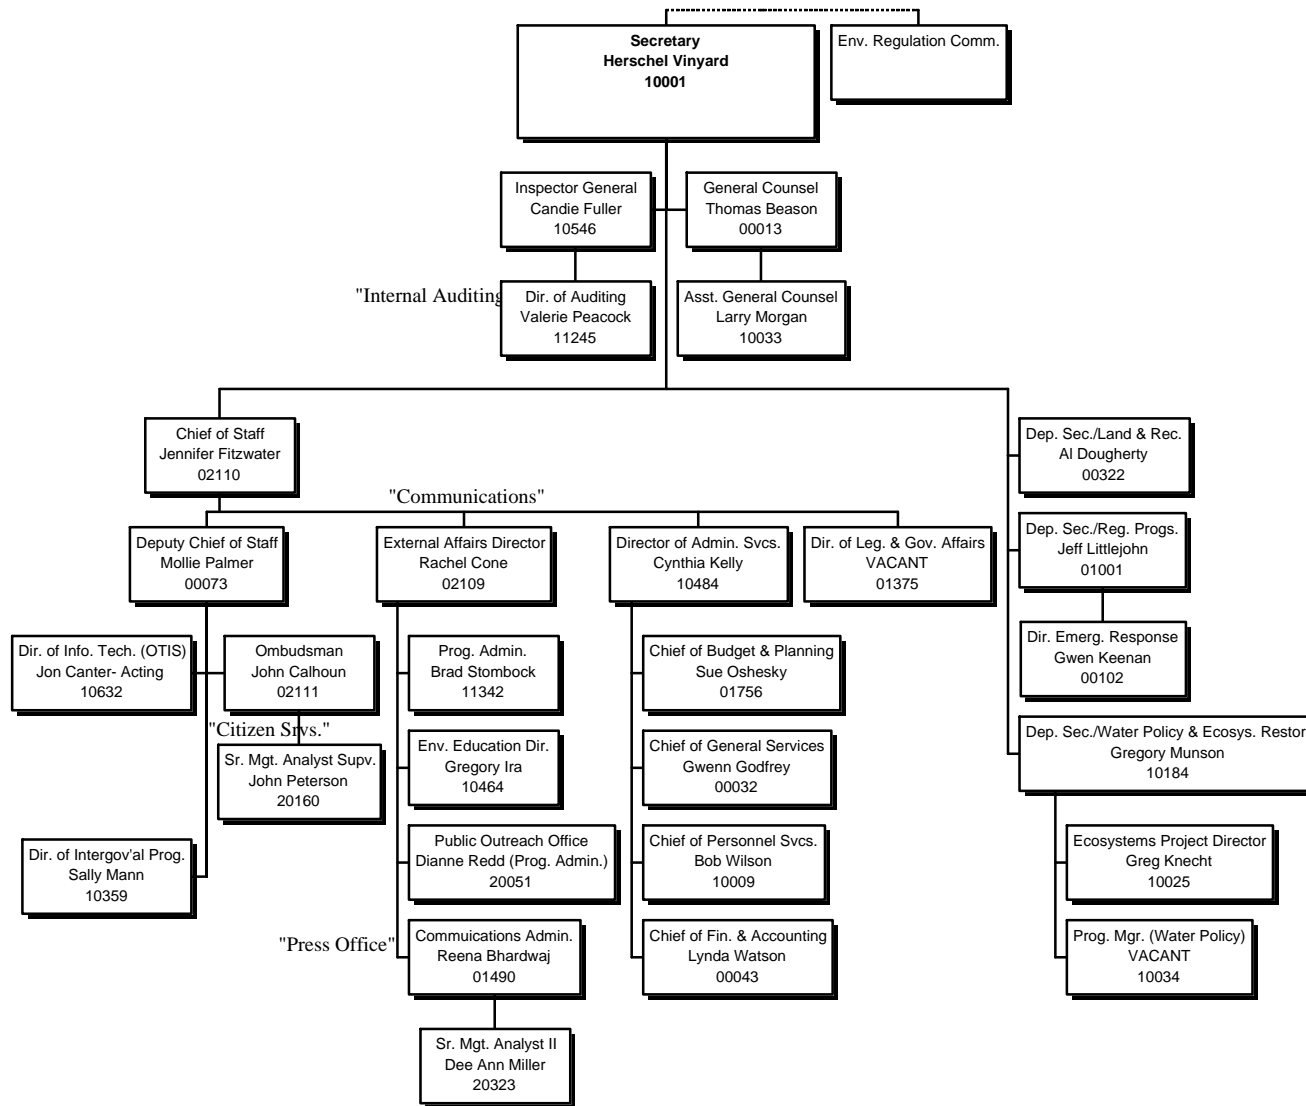 Secretary
Herschel Vinyard
10001
Env. Regulation Comm.
Inspector General
Candie Fuller
10546
General Counsel
Thomas Beason
00013
"Internal Auditing
Dir. of Auditing
Valerie Peacock
11245
Asst. General Counsel
Larry Morgan
10033
Chief of Staff
Jennifer Fitzwater
02110
Dep. Sec./Land & Rec.
Al Dougherty
00322
"Communications"
Deputy Chief of Staff
Mollie Palmer
00073
External Affairs Director
Rachel Cone
02109
Director of Admin. Svcs.
Cynthia Kelly
10484
Dir. of Leg. & Gov. Affairs
VACANT
01375
Dep. Sec./Reg. Progs.
Jeff Littlejohn
01001
Dir. of Info. Tech. (OTIS)
Jon Canter- Acting
10632
Ombudsman
John Calhoun
02111
Prog. Admin.
Brad Stombock
11342
Chief of Budget & Planning
Sue Oshesky
01756
Dir. Emerg. Response
Gwen Keenan
00102
"Citizen Srvs."
Sr. Mgt. Analyst Supv.
John Peterson
20160
Env. Education Dir.
Gregory Ira
10464
Chief of General Services
Gwenn Godfrey
00032
Dep. Sec./Water Policy & Ecosys. Restor
Gregory Munson
10184
Dir. of Intergov'al Prog.
Sally Mann
10359
Public Outreach Office
Dianne Redd (Prog. Admin.)
20051
Chief of Personnel Svcs.
Bob Wilson
10009
Ecosystems Project Director
Greg Knecht
10025
"Press Office"
Commuications Admin.
Reena Bhardwaj
01490
Chief of Fin. & Accounting
Lynda Watson
00043
Prog. Mgr. (Water Policy)
VACANT
10034
Sr. Mgt. Analyst II
Dee Ann Miller
20323